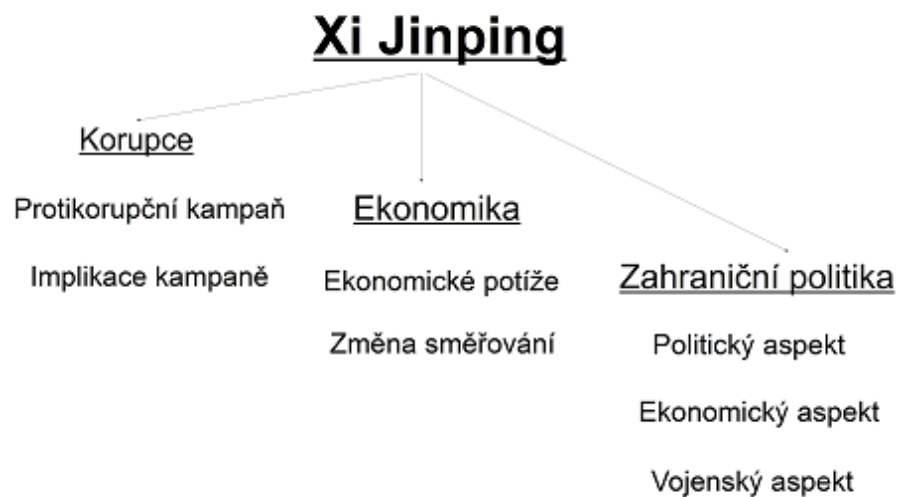 Xi Jinping
Korupce
Protikorupční kampaň
Implikace kampaně
Ekonomika
Ekonomické potíže
Změna směřování
Zahraniční politika
Politický aspekt
Ekonomický aspekt
Vojenský aspekt